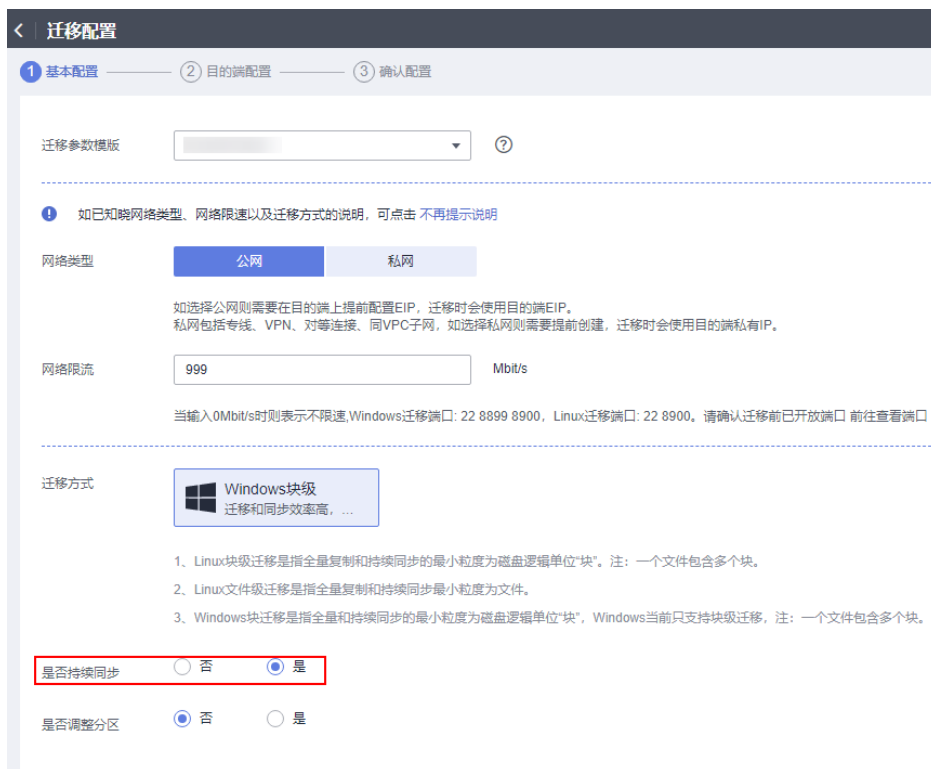 迁移配置
1 基本配置 2 目的端配置 3 确认配置
迁移参数模版 ?
如已知晓网络类型、网络限速以及迁移方式的说明，可点击 不再提示说明
网络类型 公网 私网
如选择公网则需要在目的端上提前配置EIP，迁移时会使用目的端EIP。
私网包括专线、VPN、对等连接、同VPC子网，如选择私网则需要提前创建，迁移时会使用目的端私有IP。
网络限流 999 Mbit/s
当输入0Mbit/s时则表示不限速,Windows迁移端口: 22 8899 8900，Linux迁移端口: 22 8900。请确认迁移前已开放端口 前往查看端口
迁移方式 Windows块级
迁移和同步效率高，...
1、Linux块级迁移是指全量复制和持续同步的最小粒度为磁盘逻辑单位“块”。注：一个文件包含多个块。
2、Linux文件级迁移是指全量复制和持续同步最小粒度为文件。
3、Windows块迁移是指全量和持续同步的最小粒度为磁盘逻辑单位“块”，Windows当前只支持块级迁移，注：一个文件包含多个块。
是否持续同步 否 是
是否调整分区 否 是